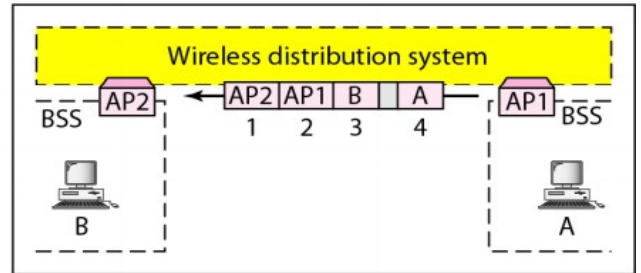 Wireless distribution system
AP2 AP2 AP1 B A AP1
BSS BSS
1 2 3 4
B A